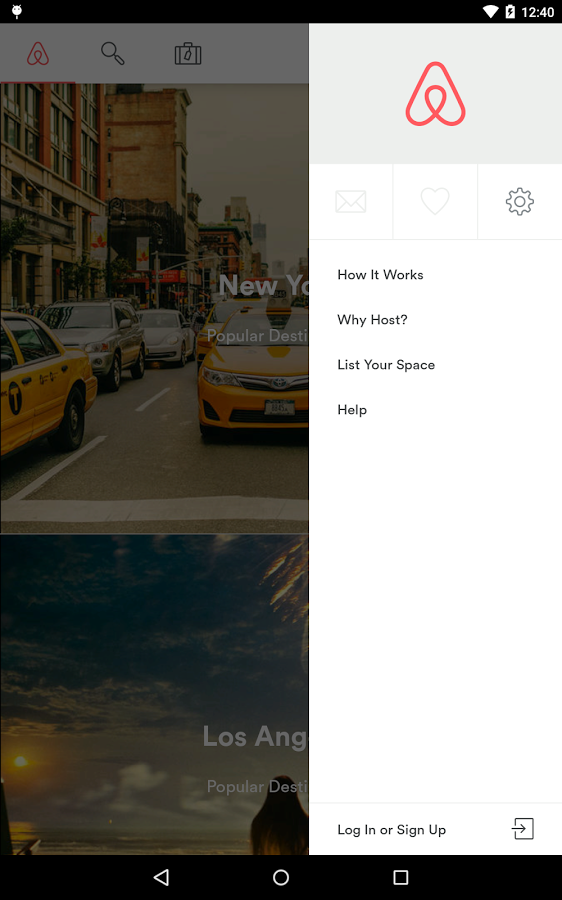 12:40
New Yo
Popular Desti
How It Works
Why Host?
List Your Space
Help
Los Ang
Popular Desti
Log In or Sign Up